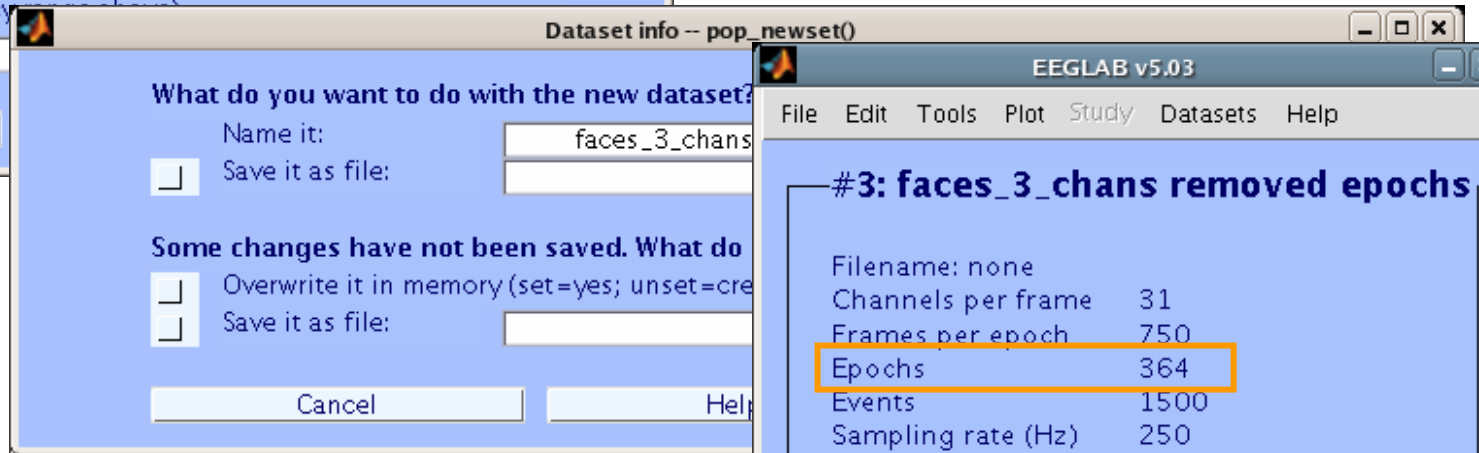 Dataset info -- pop_newset()
What do you want to do with the new dataset?
Name it:
faces_3_chans
Save it as file:
Some changes have not been saved. What do
Overwrite it in memory (set=yes; unset=cre
Save it as file:
Cancel
Help
EEGLAB v5.03
File Edit Tools Plot Study Datasets Help
#3: faces_3_chans removed epochs
Filename: none
Channels per frame 31
Frames per epoch 750
Epochs 364
Events 1500
Sampling rate (Hz) 250